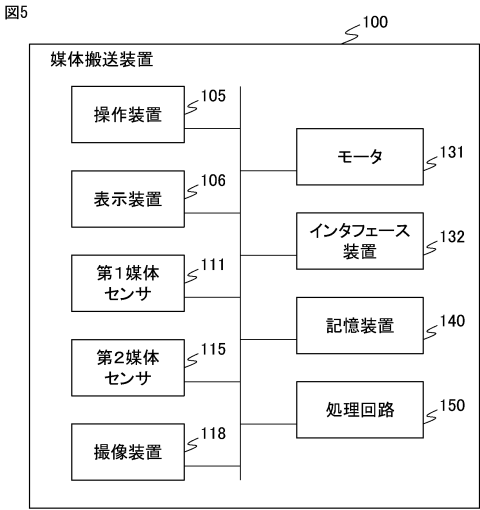 図5
100
媒体搬送装置
操作装置
105
表示装置
106
第1媒体
センサ
111
第2媒体
センサ
115
撮像装置
118
モータ
131
インタフェース
装置
132
記憶装置
140
処理回路
150